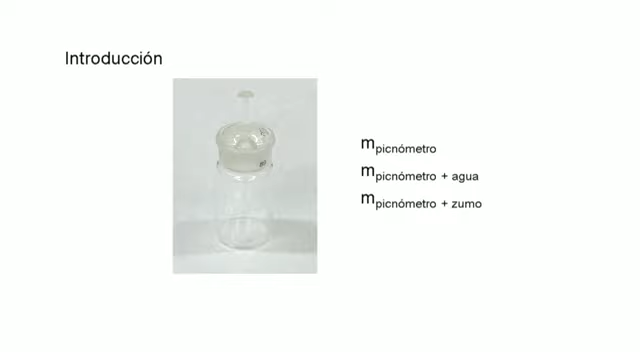 Introducción
mpicnómetro
mpicnómetro + agua
mpicnómetro + zumo